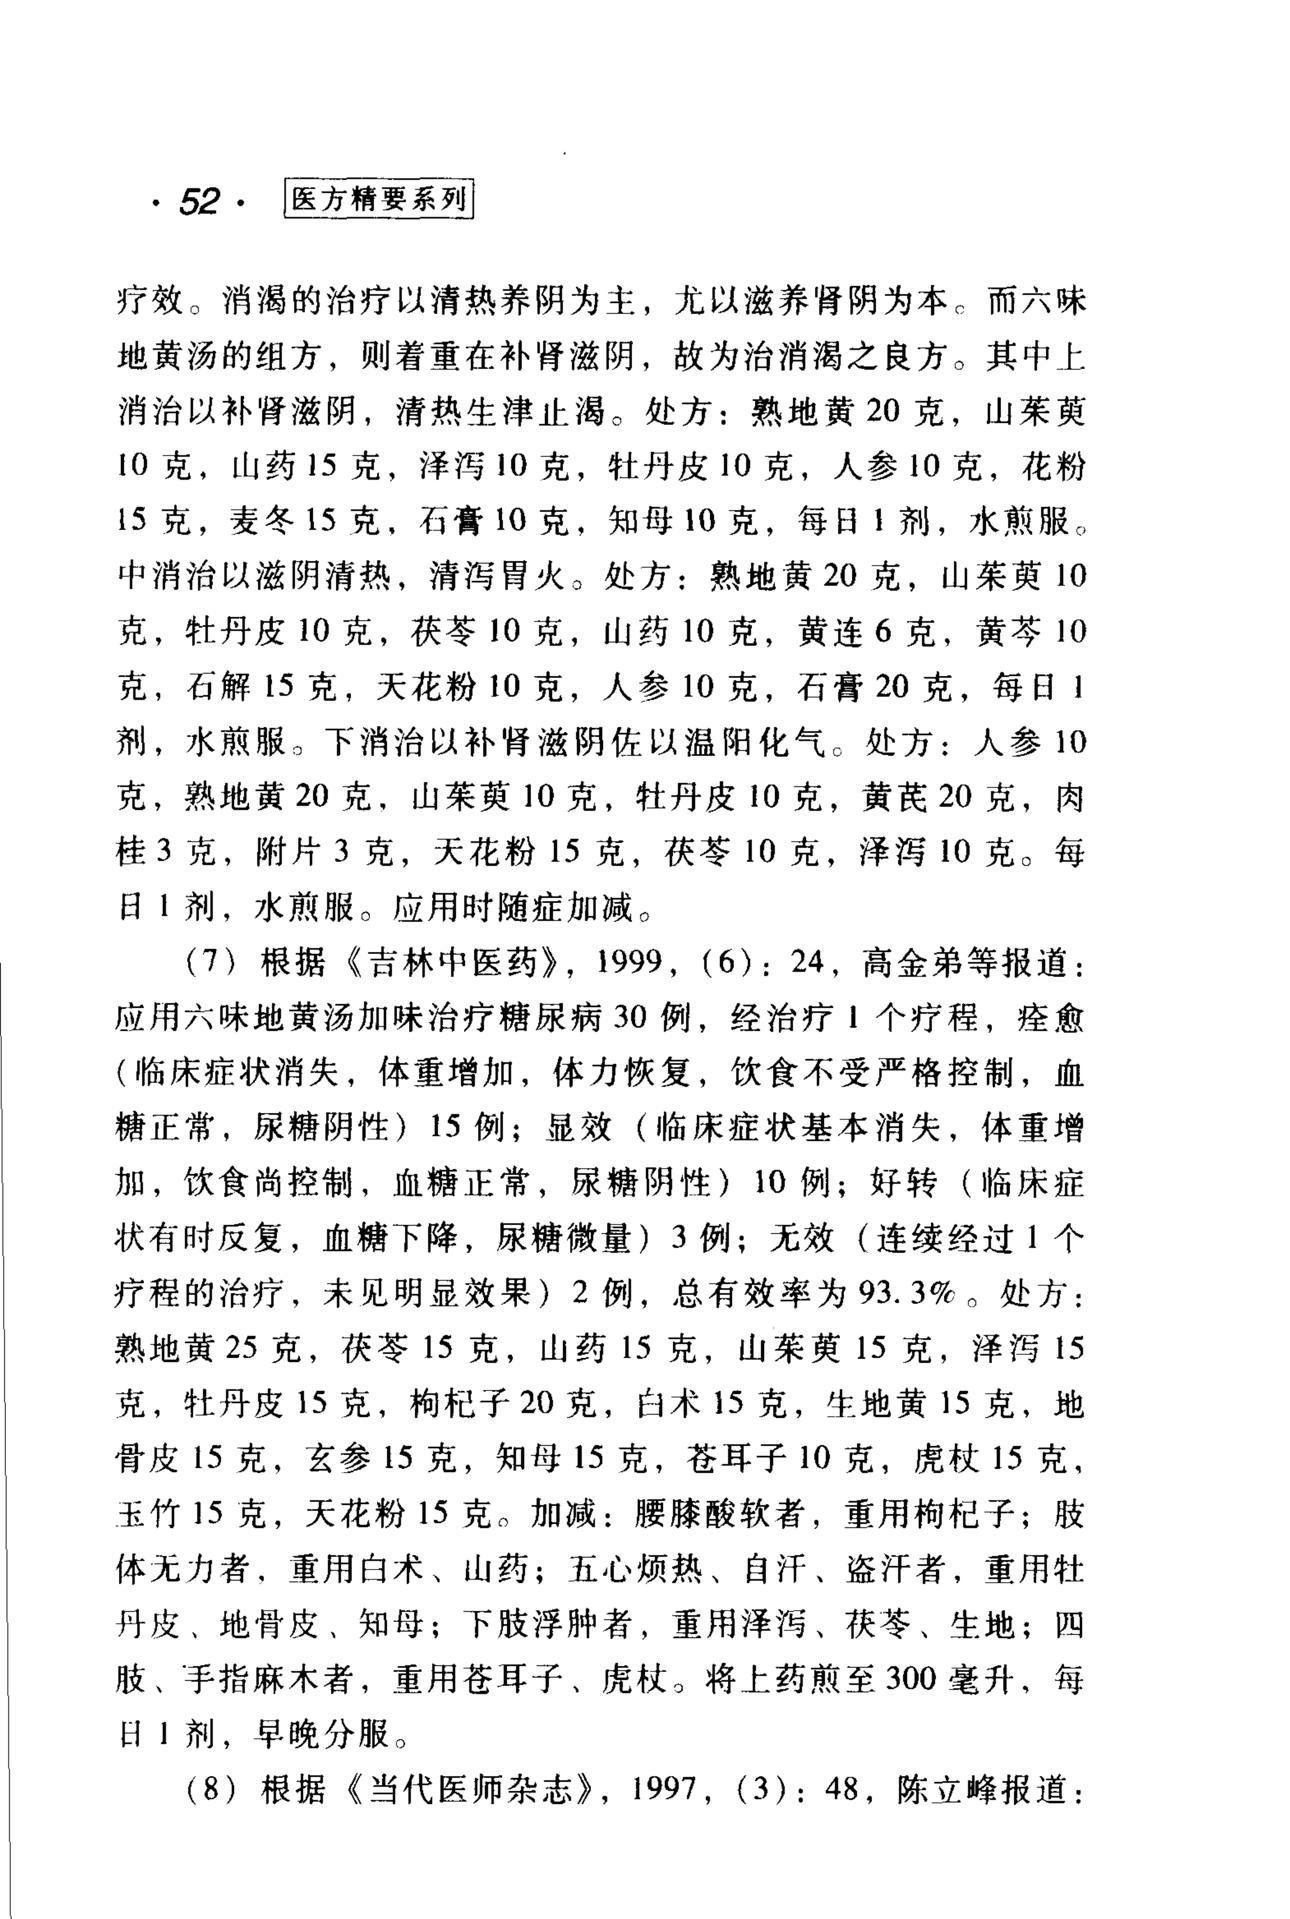 · 52 · 医方精要系列
疗效。消渴的治疗以清热养阴为主，尤以滋养肾阴为本。而六味
地黄汤的组方，则着重在补肾滋阴，故为治消渴之良方。其中上
消治以补肾滋阴，清热生津止渴。处方：熟地黄 20 克，山茱萸
10 克，山药 15 克，泽泻 10 克，牡丹皮 10 克，人参 10 克，花粉
15 克，麦冬 15 克，石膏 10 克，知母 10 克，每日 1 剂，水煎服。
中消治以滋阴清热，清泻胃火。处方：熟地黄 20 克，山茱萸 10
克，牡丹皮 10 克，茯苓 10 克，山药 10 克，黄连 6 克，黄芩 10
克，石解 15 克，天花粉 10 克，人参 10 克，石膏 20 克，每日 1
剂，水煎服。下消治以补肾滋阴佐以温阳化气。处方：人参 10
克，熟地黄 20 克，山茱萸 10 克，牡丹皮 10 克，黄芪 20 克，肉
桂 3 克，附片 3 克，天花粉 15 克，茯苓 10 克，泽泻 10 克。每
日 1 剂，水煎服。应用时随症加减。
（7）根据《吉林中医药》，1999，（6）：24，高金弟等报道：
应用六味地黄汤加味治疗糖尿病 30 例，经治疗 1 个疗程，痊愈
（临床症状消失，体重增加，体力恢复，饮食不受严格控制，血
糖正常，尿糖阴性）15 例；显效（临床症状基本消失，体重增
加，饮食尚控制，血糖正常，尿糖阴性）10 例；好转（临床症
状有时反复，血糖下降，尿糖微量）3 例；无效（连续经过 1 个
疗程的治疗，未见明显效果）2 例，总有效率为 93.3%。处方：
熟地黄 25 克，茯苓 15 克，山药 15 克，山茱萸 15 克，泽泻 15
克，牡丹皮 15 克，枸杞子 20 克，白术 15 克，生地黄 15 克，地
骨皮 15 克，玄参 15 克，知母 15 克，苍耳子 10 克，虎杖 15 克，
玉竹 15 克，天花粉 15 克。加减：腰膝酸软者，重用枸杞子；肢
体无力者，重用白术、山药；五心烦热、自汗、盗汗者，重用牡
丹皮、地骨皮、知母；下肢浮肿者，重用泽泻、茯苓、生地；四
肢、手指麻木者，重用苍耳子、虎杖。将上药煎至 300 毫升，每
日 1 剂，早晚分服。
（8）根据《当代医师杂志》，1997，（3）：48，陈立峰报道：